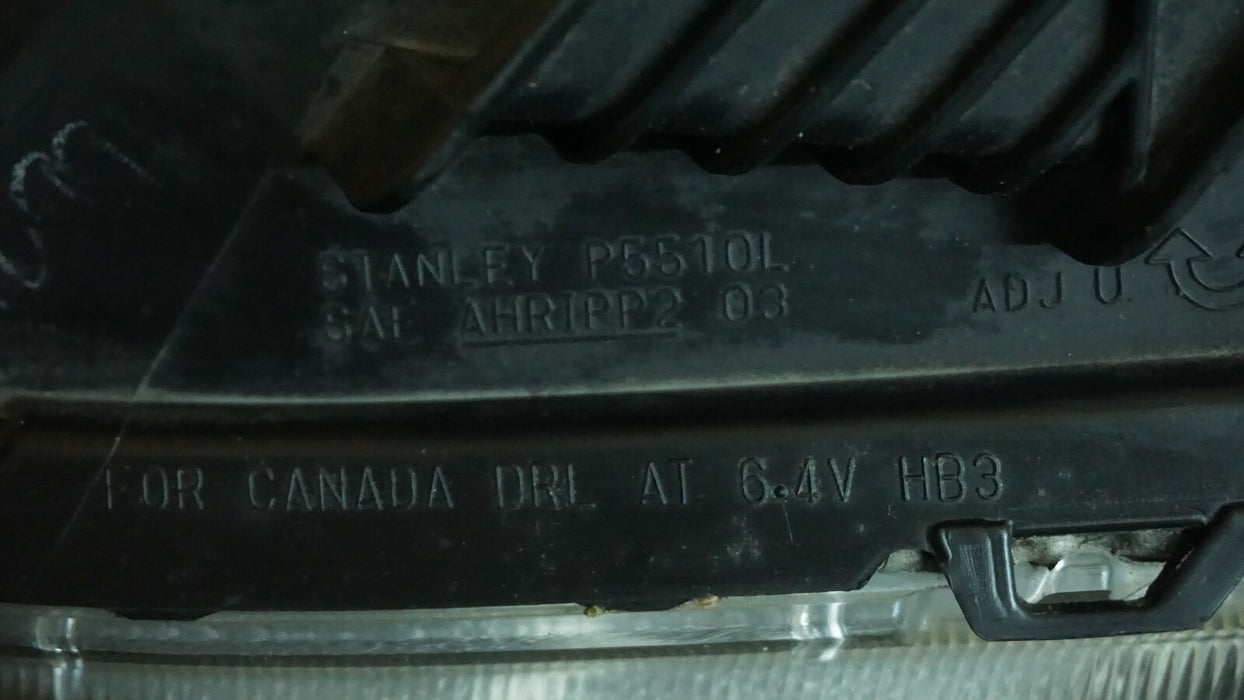 STANLEY P5510L
SAE AHRIPP2 03
ADJ U
FOR CANADA DRL AT 6.4V HB3